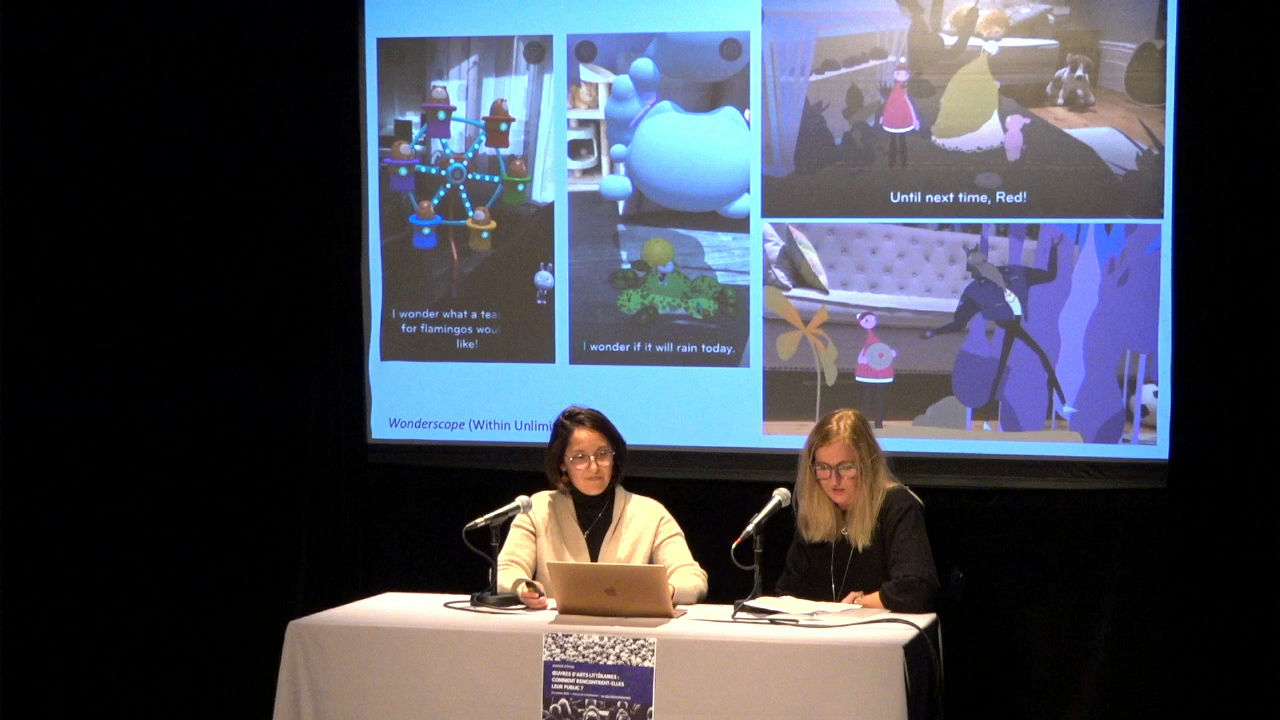 Until next time, Red!
I wonder what a tea
for flamingos wou
like!
I wonder if it will rain today.
Wonderscope (Within Unlimi
ŒUVRES D'ARTS LITTÉRAIRES :
COMMENT RENCONTRENT-ELLES
LEUR PUBLIC ?